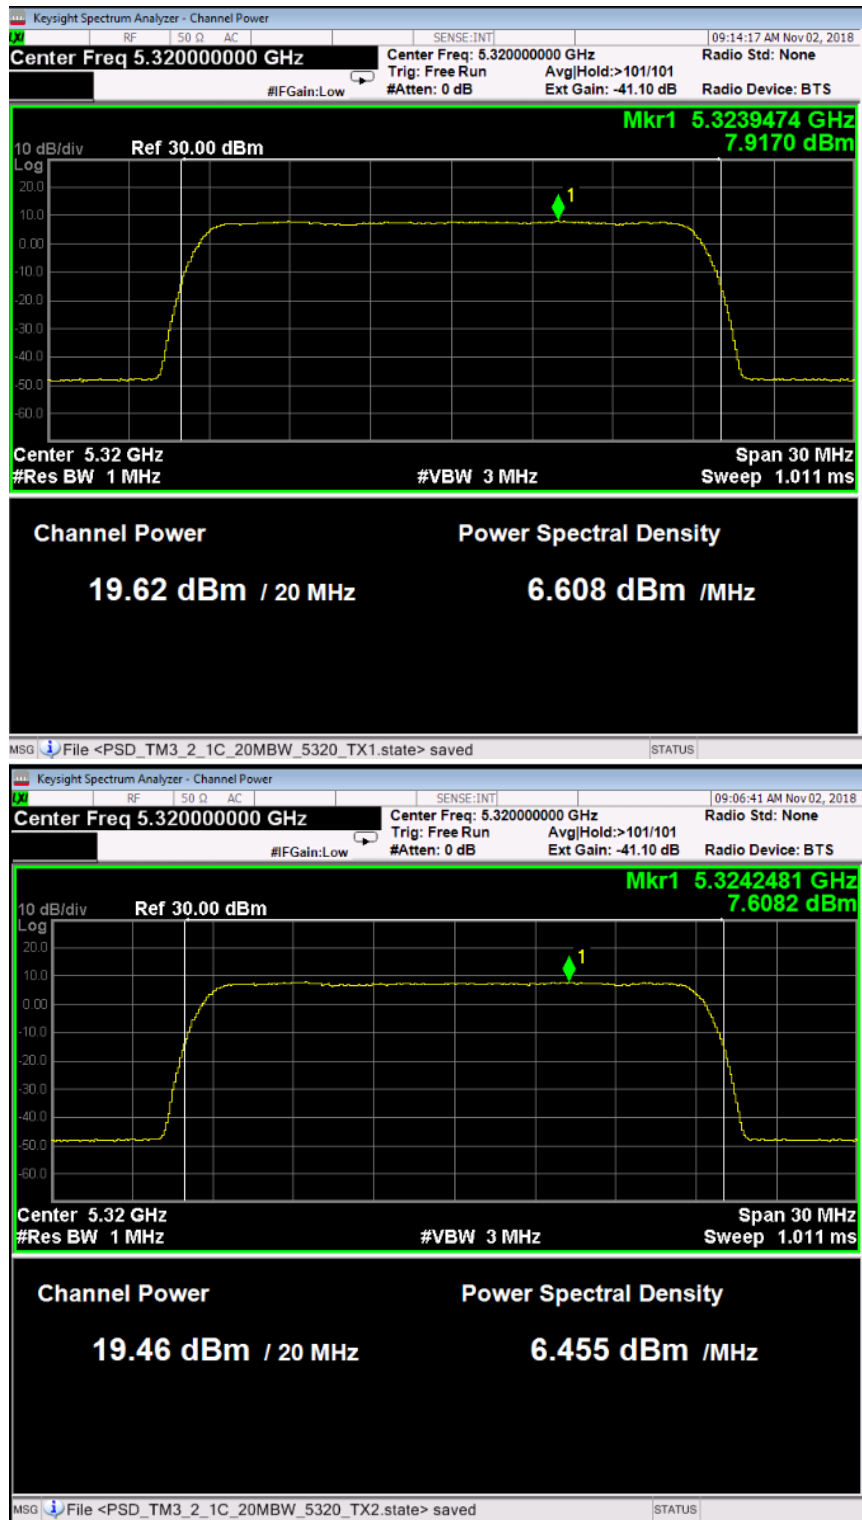 Keysight Spectrum Analyzer - Channel Power
LXI RF 50 Ω AC SENSE:INT 09:14:17 AM Nov 02, 2018
Center Freq 5.320000000 GHz Center Freq: 5.320000000 GHz Radio Std: None
Trig: Free Run Avg|Hold:>101/101
#IFGain:Low #Atten: 0 dB Ext Gain: -41.10 dB Radio Device: BTS
Mkr1 5.3239474 GHz
7.9170 dBm
10 dB/div Ref 30.00 dBm
Log
20.0
1
10.0
0.00
-10.0
-20.0
-30.0
-40.0
-50.0
-60.0
Center 5.32 GHz Span 30 MHz
#Res BW 1 MHz #VBW 3 MHz Sweep 1.011 ms
Channel Power Power Spectral Density
19.62 dBm / 20 MHz 6.608 dBm /MHz
MSG File <PSD_TM3_2_1C_20MBW_5320_TX1.state> saved STATUS
Keysight Spectrum Analyzer - Channel Power
LXI RF 50 Ω AC SENSE:INT 09:06:41 AM Nov 02, 2018
Center Freq 5.320000000 GHz Center Freq: 5.320000000 GHz Radio Std: None
Trig: Free Run Avg|Hold:>101/101
#IFGain:Low #Atten: 0 dB Ext Gain: -41.10 dB Radio Device: BTS
Mkr1 5.3242481 GHz
7.6082 dBm
10 dB/div Ref 30.00 dBm
Log
20.0
1
10.0
0.00
-10.0
-20.0
-30.0
-40.0
-50.0
-60.0
Center 5.32 GHz Span 30 MHz
#Res BW 1 MHz #VBW 3 MHz Sweep 1.011 ms
Channel Power Power Spectral Density
19.46 dBm / 20 MHz 6.455 dBm /MHz
MSG File <PSD_TM3_2_1C_20MBW_5320_TX2.state> saved STATUS